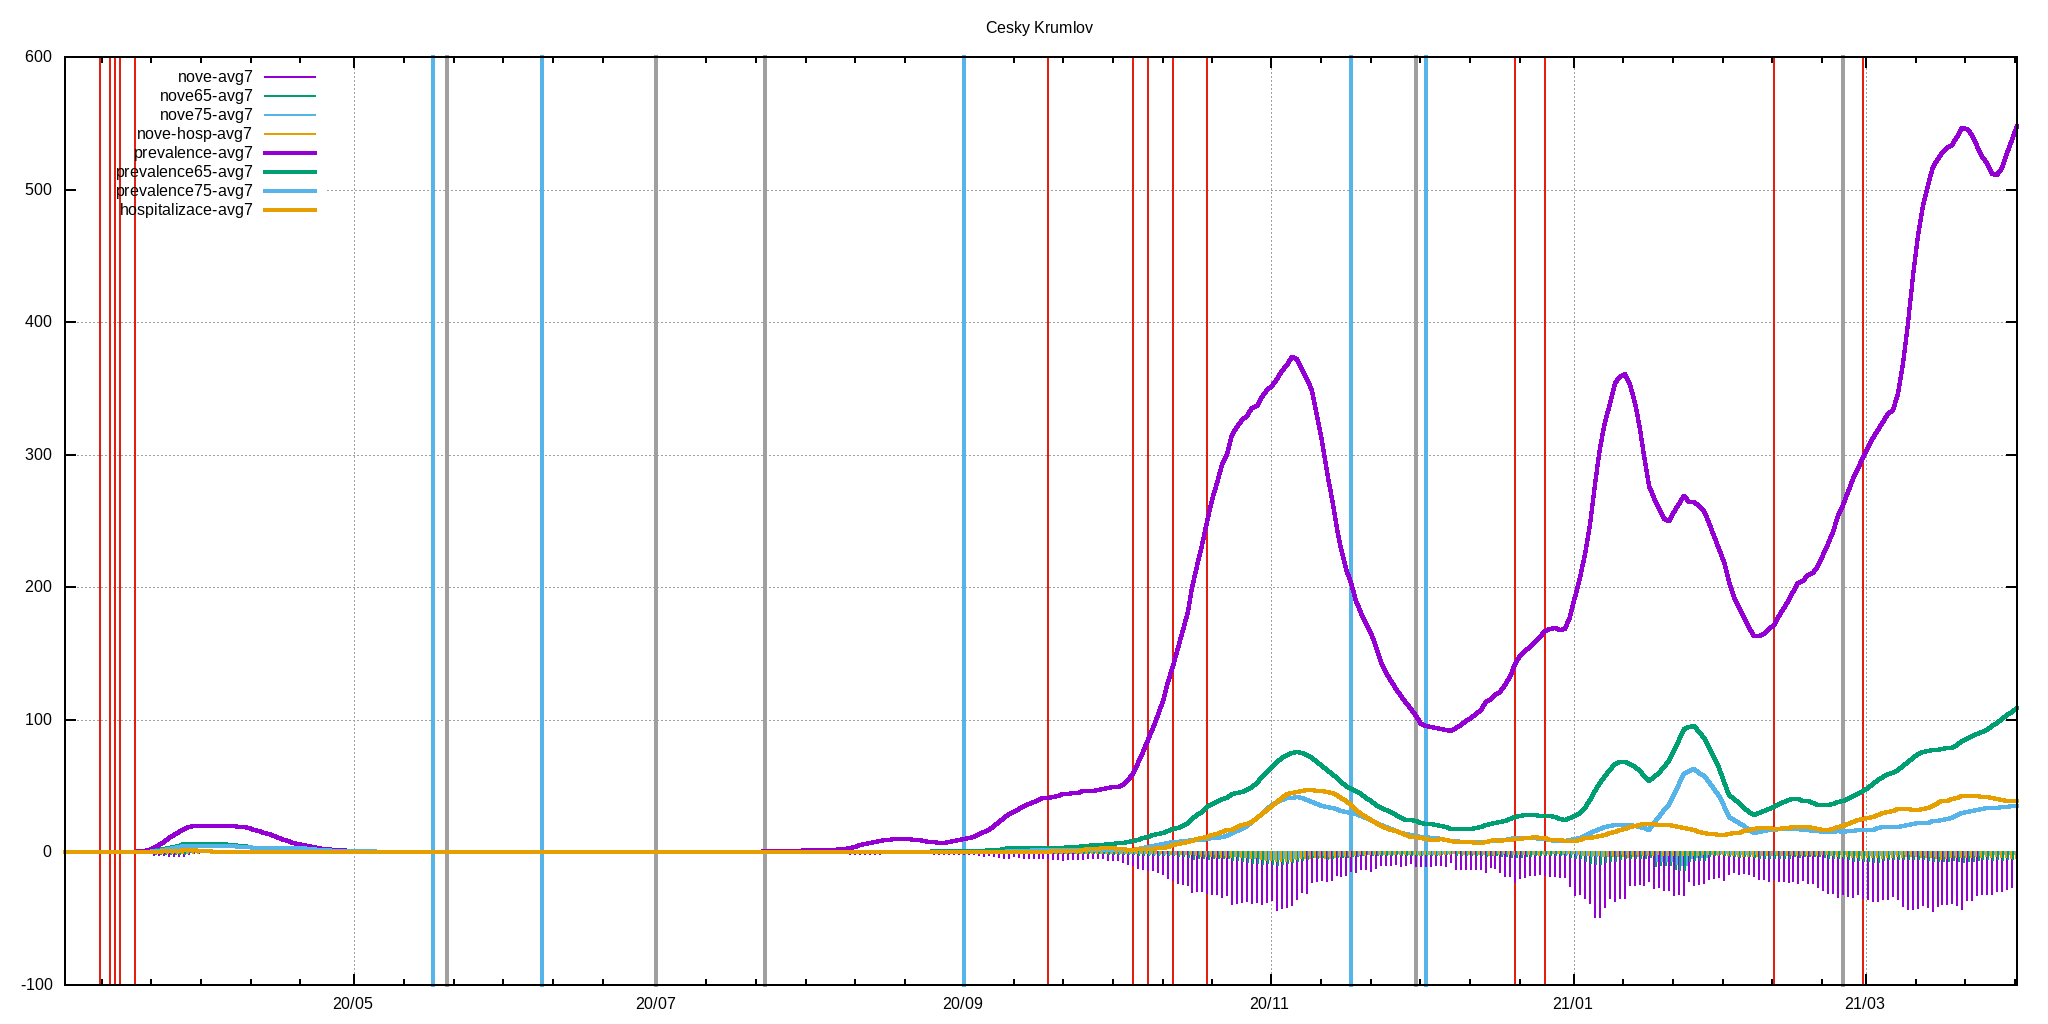 Cesky Krumlov
600
500
400
300
200
100
0
-100
nove-avg7
nove65-avg7
nove75-avg7
nove-hosp-avg7
prevalence-avg7
prevalence65-avg7
prevalence75-avg7
hospitalizace-avg7
20/05 20/07 20/09 20/11 21/01 21/03